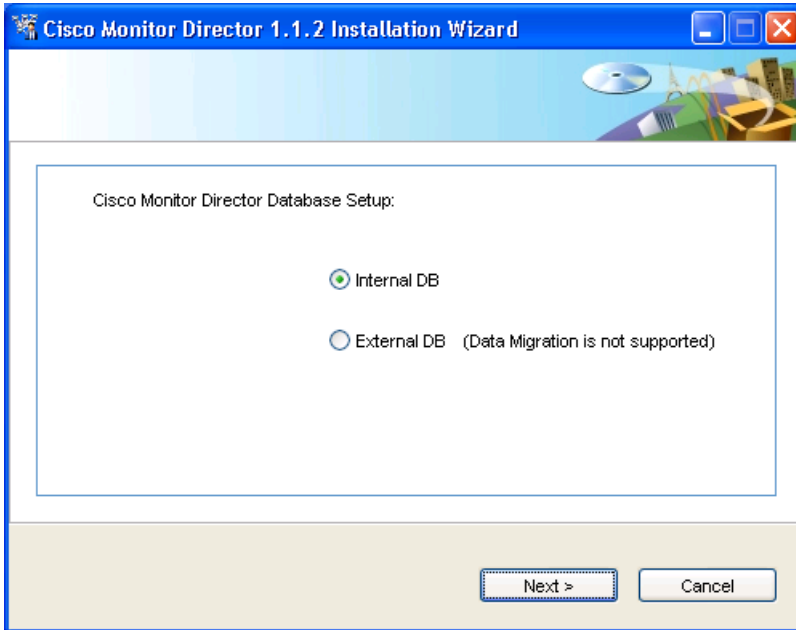 Cisco Monitor Director 1.1.2 Installation Wizard
Cisco Monitor Director Database Setup:
Internal DB
External DB (Data Migration is not supported)
Next >
Cancel